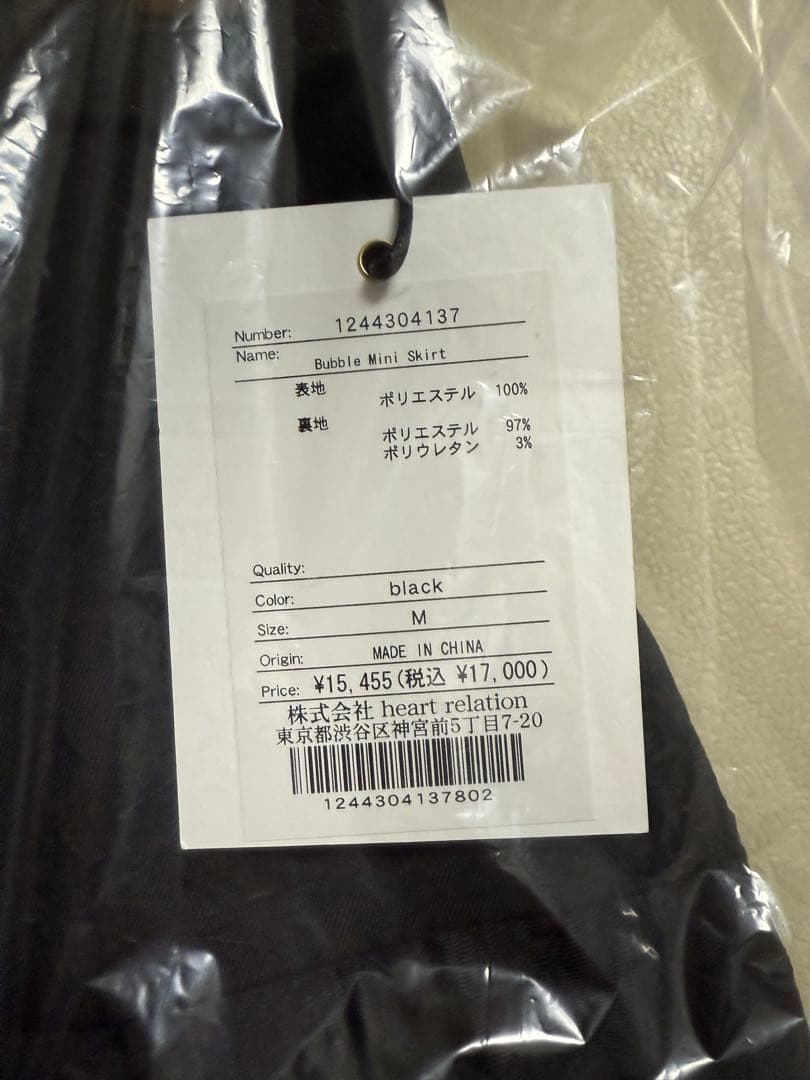 Number: 1244304137
Name: Bubble Mini Skirt
表地 ポリエステル 100%
裏地 ポリエステル 97%
ポリウレタン 3%
Quality:
Color: black
Size: M
Origin: MADE IN CHINA
Price: ¥15,455(税込 ¥17,000)
株式会社 heart relation
東京都渋谷区神宮前5丁目7-20
1244304137802